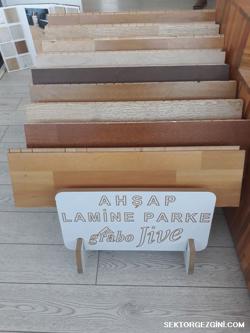 AHŞAP
LAMİNE PARKE
grabo Jive
SEKTORGEZGINI.COM